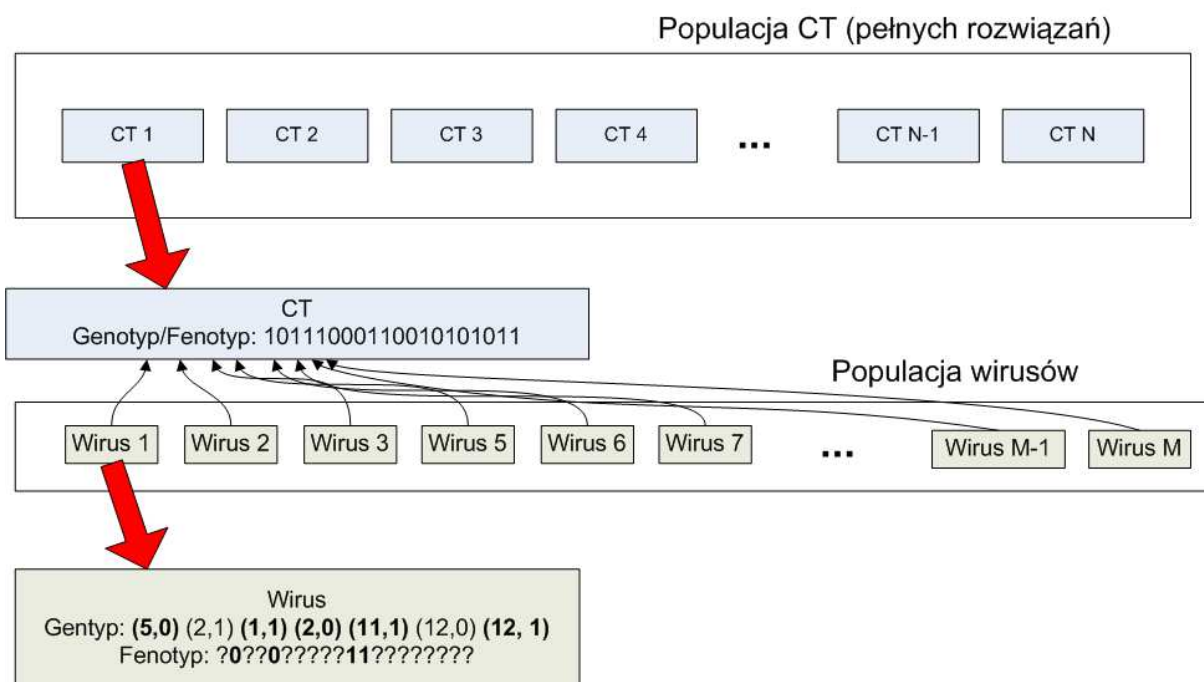 Populacja CT (pełnych rozwiązań)
CT 1 CT 2 CT 3 CT 4 ... CT N-1 CT N
CT
Genotyp/Fenotyp: 10111000110010101011
Populacja wirusów
Wirus 1 Wirus 2 Wirus 3 Wirus 5 Wirus 6 Wirus 7 ... Wirus M-1 Wirus M
Wirus
Gentyp: (5,0) (2,1) (1,1) (2,0) (11,1) (12,0) (12, 1)
Fenotyp: ?0??0?????11????????